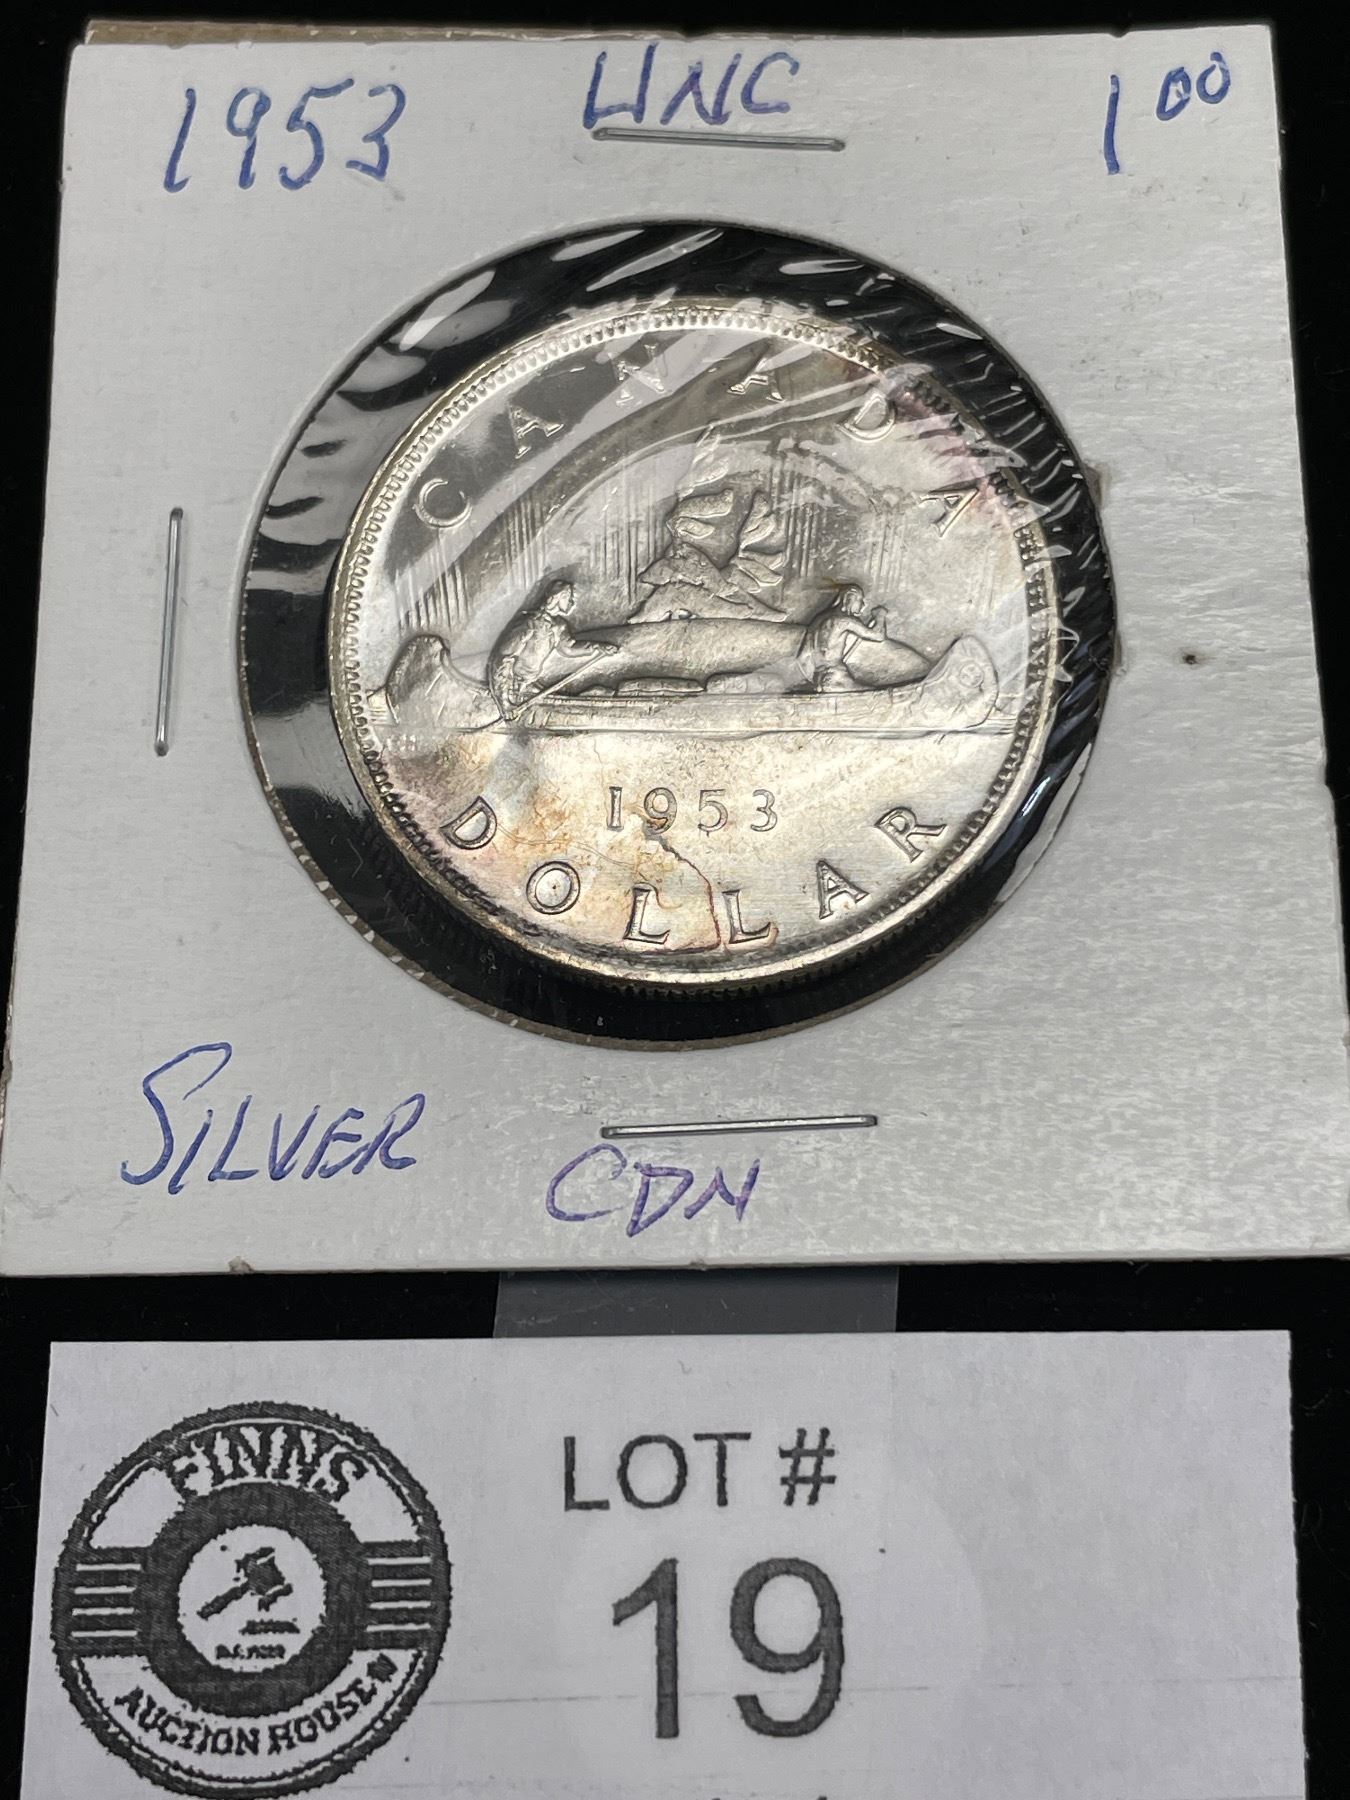 1953 UNC 1 00
CANADA
1953
DOLLAR
SILVER CDN
FINNS
AUCTION HOUSE
LOT #
19